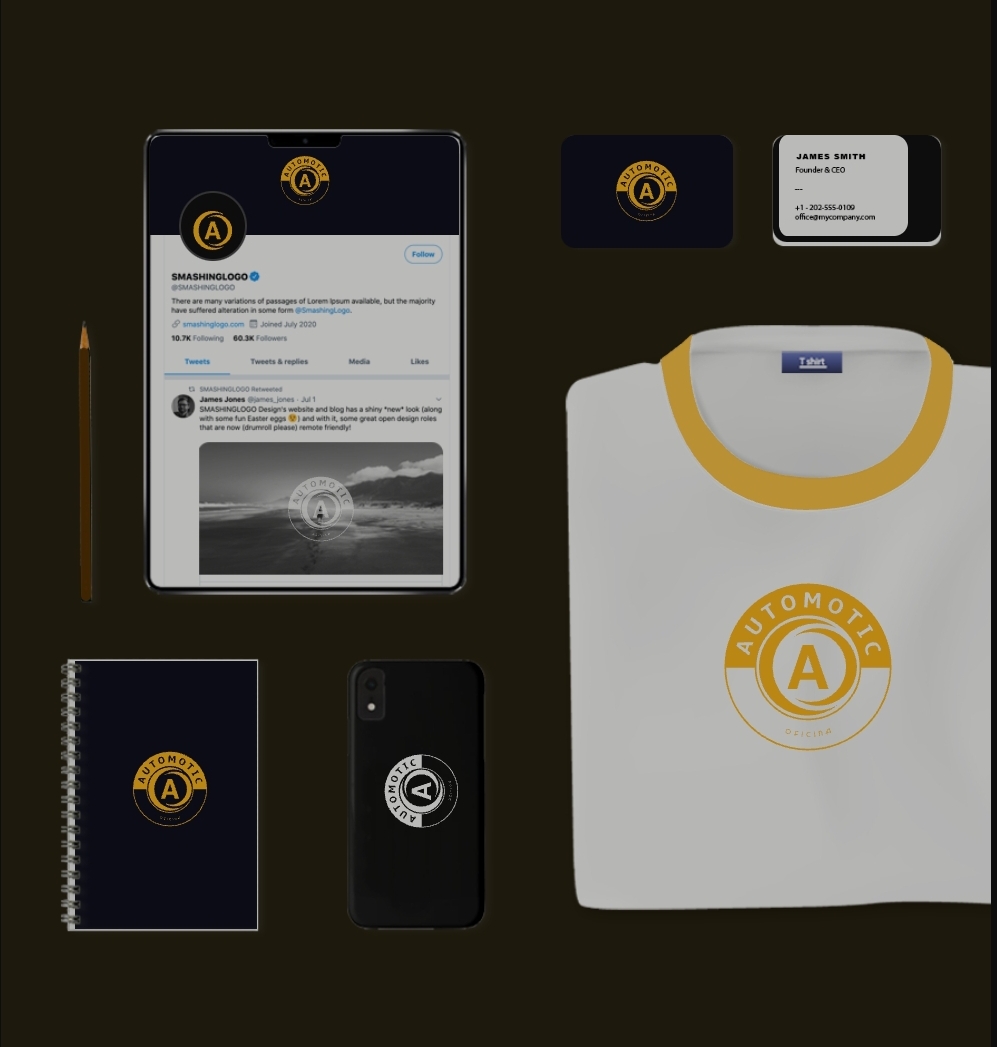 AUTOMOTIC
A
OFICINA
A
Follow
SMASHINGLOGO
@SMASHINGLOGO
There are many variations of passages of Lorem Ipsum available, but the majority
have suffered alteration in some form @SmashingLogo.
smashinglogo.com Joined July 2020
10.7K Following 60.3K Followers
Tweets Tweets & replies Media Likes
SMASHINGLOGO Retweeted
James Jones @james_jones · Jul 1
SMASHINGLOGO Design's website and blog has a shiny *new* look (along
with some fun Easter eggs 😯) and with it, some great open design roles
that are now (drumroll please) remote friendly!
AUTOMOTIC
A
AUTOMOTIC
A
JAMES SMITH
Founder & CEO
---
+1 - 202-555-0109
office@mycompany.com
T shirt
AUTOMOTIC
A
OFICINA
AUTOMOTIC
A
OFICINA
AUTOMOTIC
A